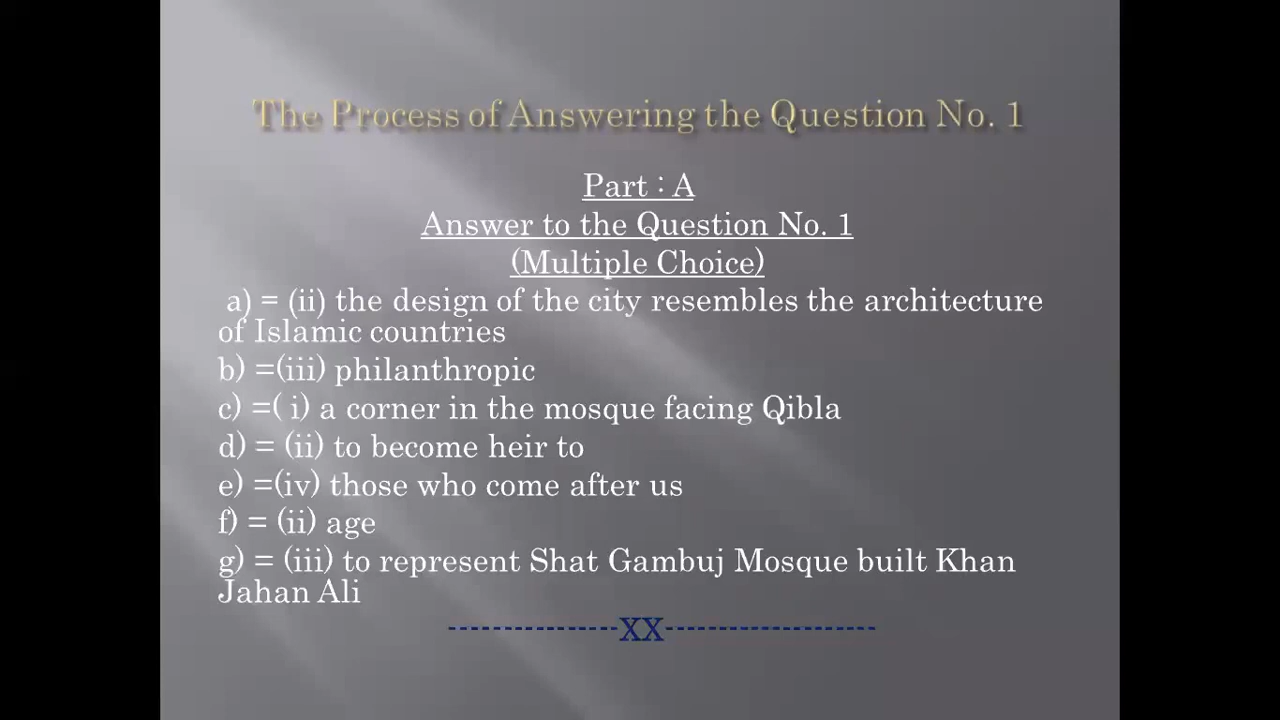 The Process of Answering the Question No. 1
Part : A
Answer to the Question No. 1
(Multiple Choice)
a) = (ii) the design of the city resembles the architecture
of Islamic countries
b) =(iii) philanthropic
c) =( i) a corner in the mosque facing Qibla
d) = (ii) to become heir to
e) =(iv) those who come after us
f) = (ii) age
g) = (iii) to represent Shat Gambuj Mosque built Khan
Jahan Ali
---------------XX-------------------